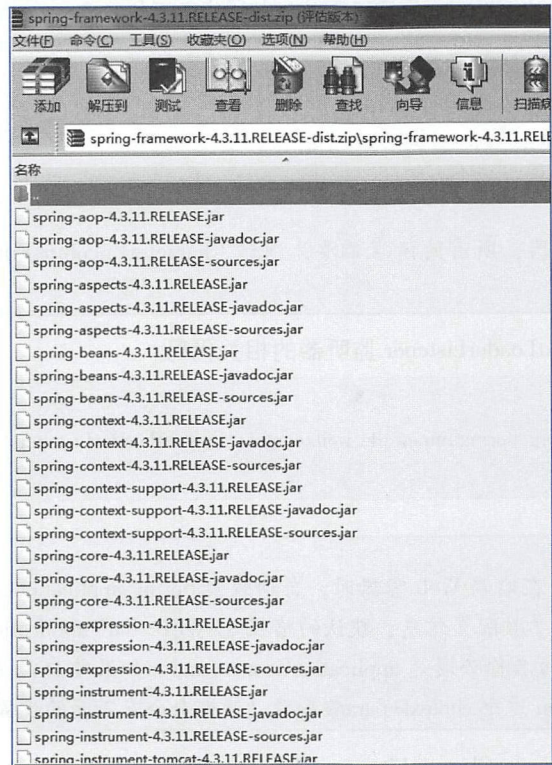 spring-framework-4.3.11.RELEASE-dist.zip (评估版本)
文件(F) 命令(C) 工具(S) 收藏夹(O) 选项(N) 帮助(H)
添加 解压到 测试 查看 删除 查找 向导 信息 扫描病
spring-framework-4.3.11.RELEASE-dist.zip\spring-framework-4.3.11.RELE
名称
..
spring-aop-4.3.11.RELEASE.jar
spring-aop-4.3.11.RELEASE-javadoc.jar
spring-aop-4.3.11.RELEASE-sources.jar
spring-aspects-4.3.11.RELEASE.jar
spring-aspects-4.3.11.RELEASE-javadoc.jar
spring-aspects-4.3.11.RELEASE-sources.jar
spring-beans-4.3.11.RELEASE.jar
spring-beans-4.3.11.RELEASE-javadoc.jar
spring-beans-4.3.11.RELEASE-sources.jar
spring-context-4.3.11.RELEASE.jar
spring-context-4.3.11.RELEASE-javadoc.jar
spring-context-4.3.11.RELEASE-sources.jar
spring-context-support-4.3.11.RELEASE.jar
spring-context-support-4.3.11.RELEASE-javadoc.jar
spring-context-support-4.3.11.RELEASE-sources.jar
spring-core-4.3.11.RELEASE.jar
spring-core-4.3.11.RELEASE-javadoc.jar
spring-core-4.3.11.RELEASE-sources.jar
spring-expression-4.3.11.RELEASE.jar
spring-expression-4.3.11.RELEASE-javadoc.jar
spring-expression-4.3.11.RELEASE-sources.jar
spring-instrument-4.3.11.RELEASE.jar
spring-instrument-4.3.11.RELEASE-javadoc.jar
spring-instrument-4.3.11.RELEASE-sources.jar
spring-instrument-tomcat-4.3.11.RELEASE.jar